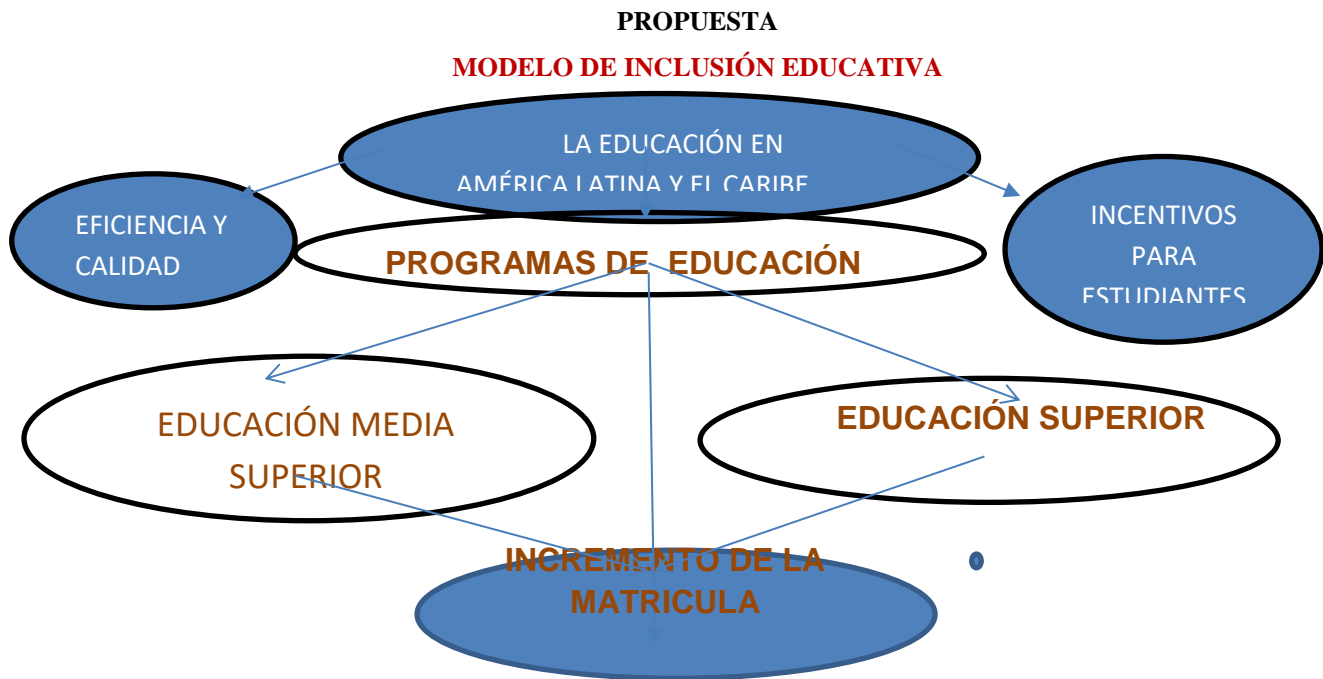 PROPUESTA
MODELO DE INCLUSIÓN EDUCATIVA
LA EDUCACIÓN EN
AMÉRICA LATINA Y EL CARIBE
EFICIENCIA Y
CALIDAD
INCENTIVOS
PARA
ESTUDIANTES
PROGRAMAS DE EDUCACIÓN
EDUCACIÓN MEDIA
SUPERIOR
EDUCACIÓN SUPERIOR
INCREMENTO DE LA
MATRICULA